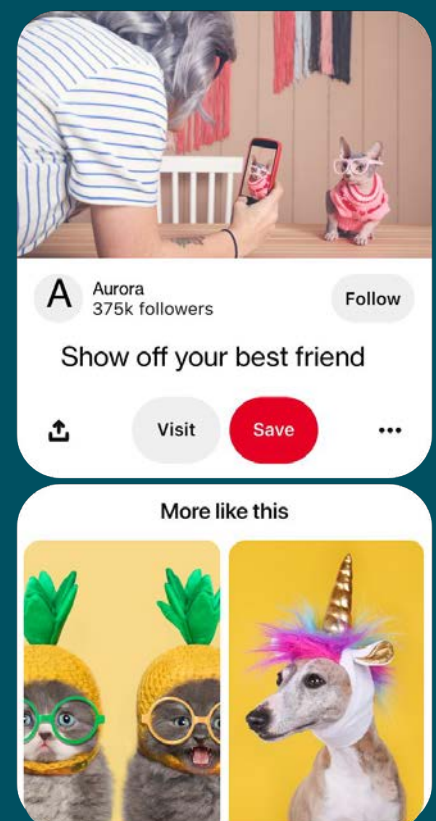 A
Aurora
375k followers
Follow
Show off your best friend
Visit
Save
More like this